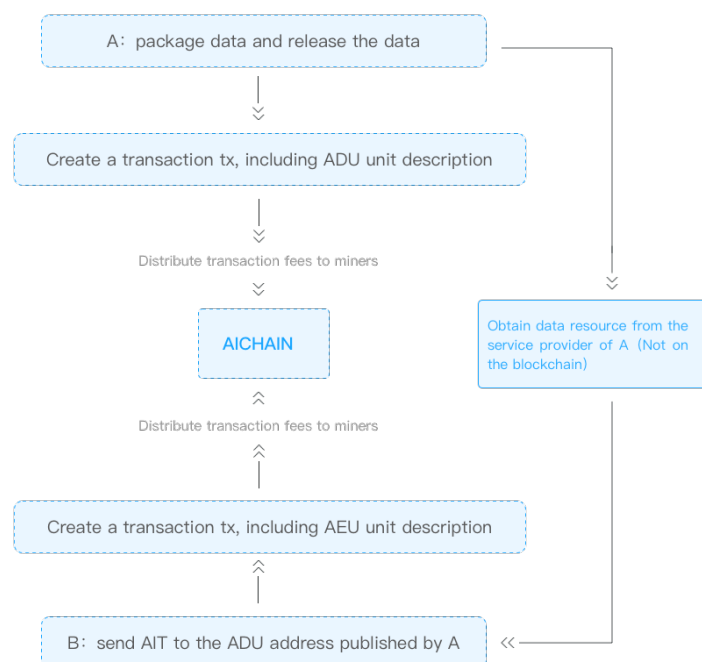 A: package data and release the data
Create a transaction tx, including ADU unit description
Distribute transaction fees to miners
AICHAIN
Obtain data resource from the
service provider of A (Not on
the blockchain)
Distribute transaction fees to miners
Create a transaction tx, including AEU unit description
B: send AIT to the ADU address published by A